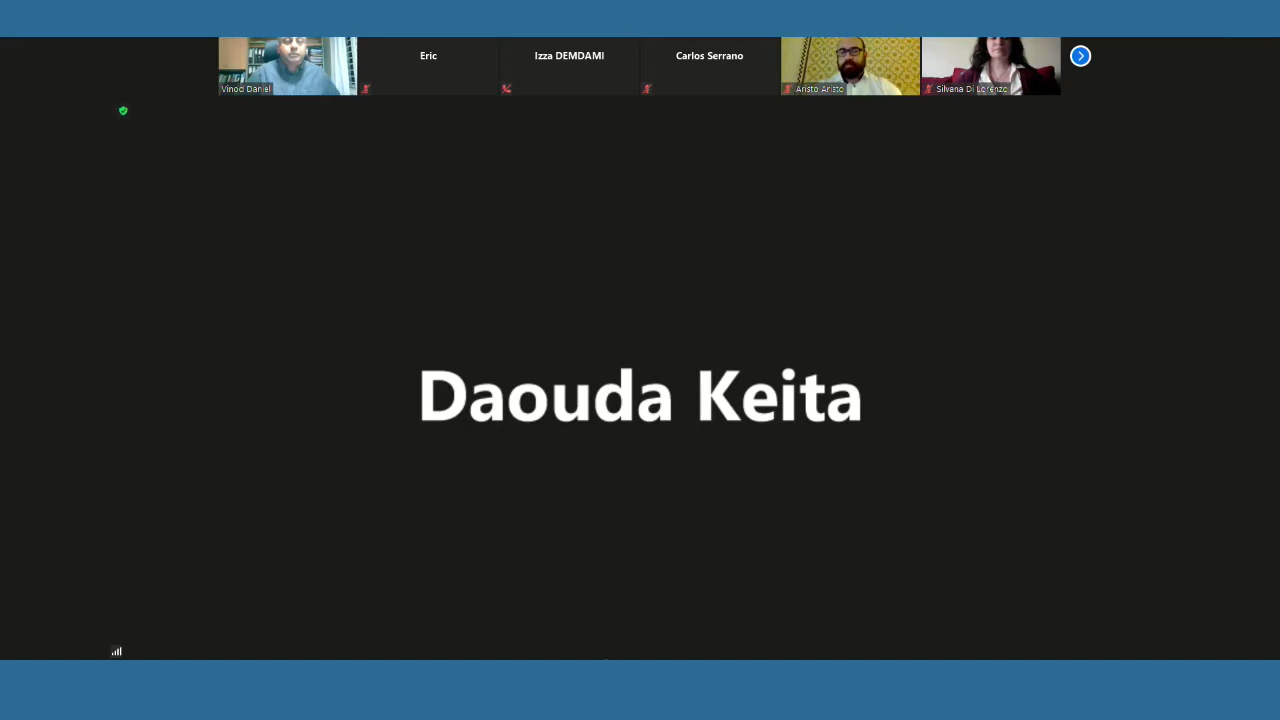 Vinod Daniel
Eric
Izza DEMDAMI
Carlos Serrano
Aristo Aristo
Silvana Di Lorenzo
Daouda Keita